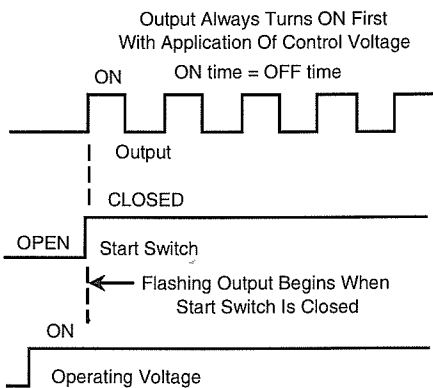 Output Always Turns ON First
With Application Of Control Voltage
ON
ON time = OFF time
Output
CLOSED
OPEN
Start Switch
Flashing Output Begins When
Start Switch Is Closed
ON
Operating Voltage